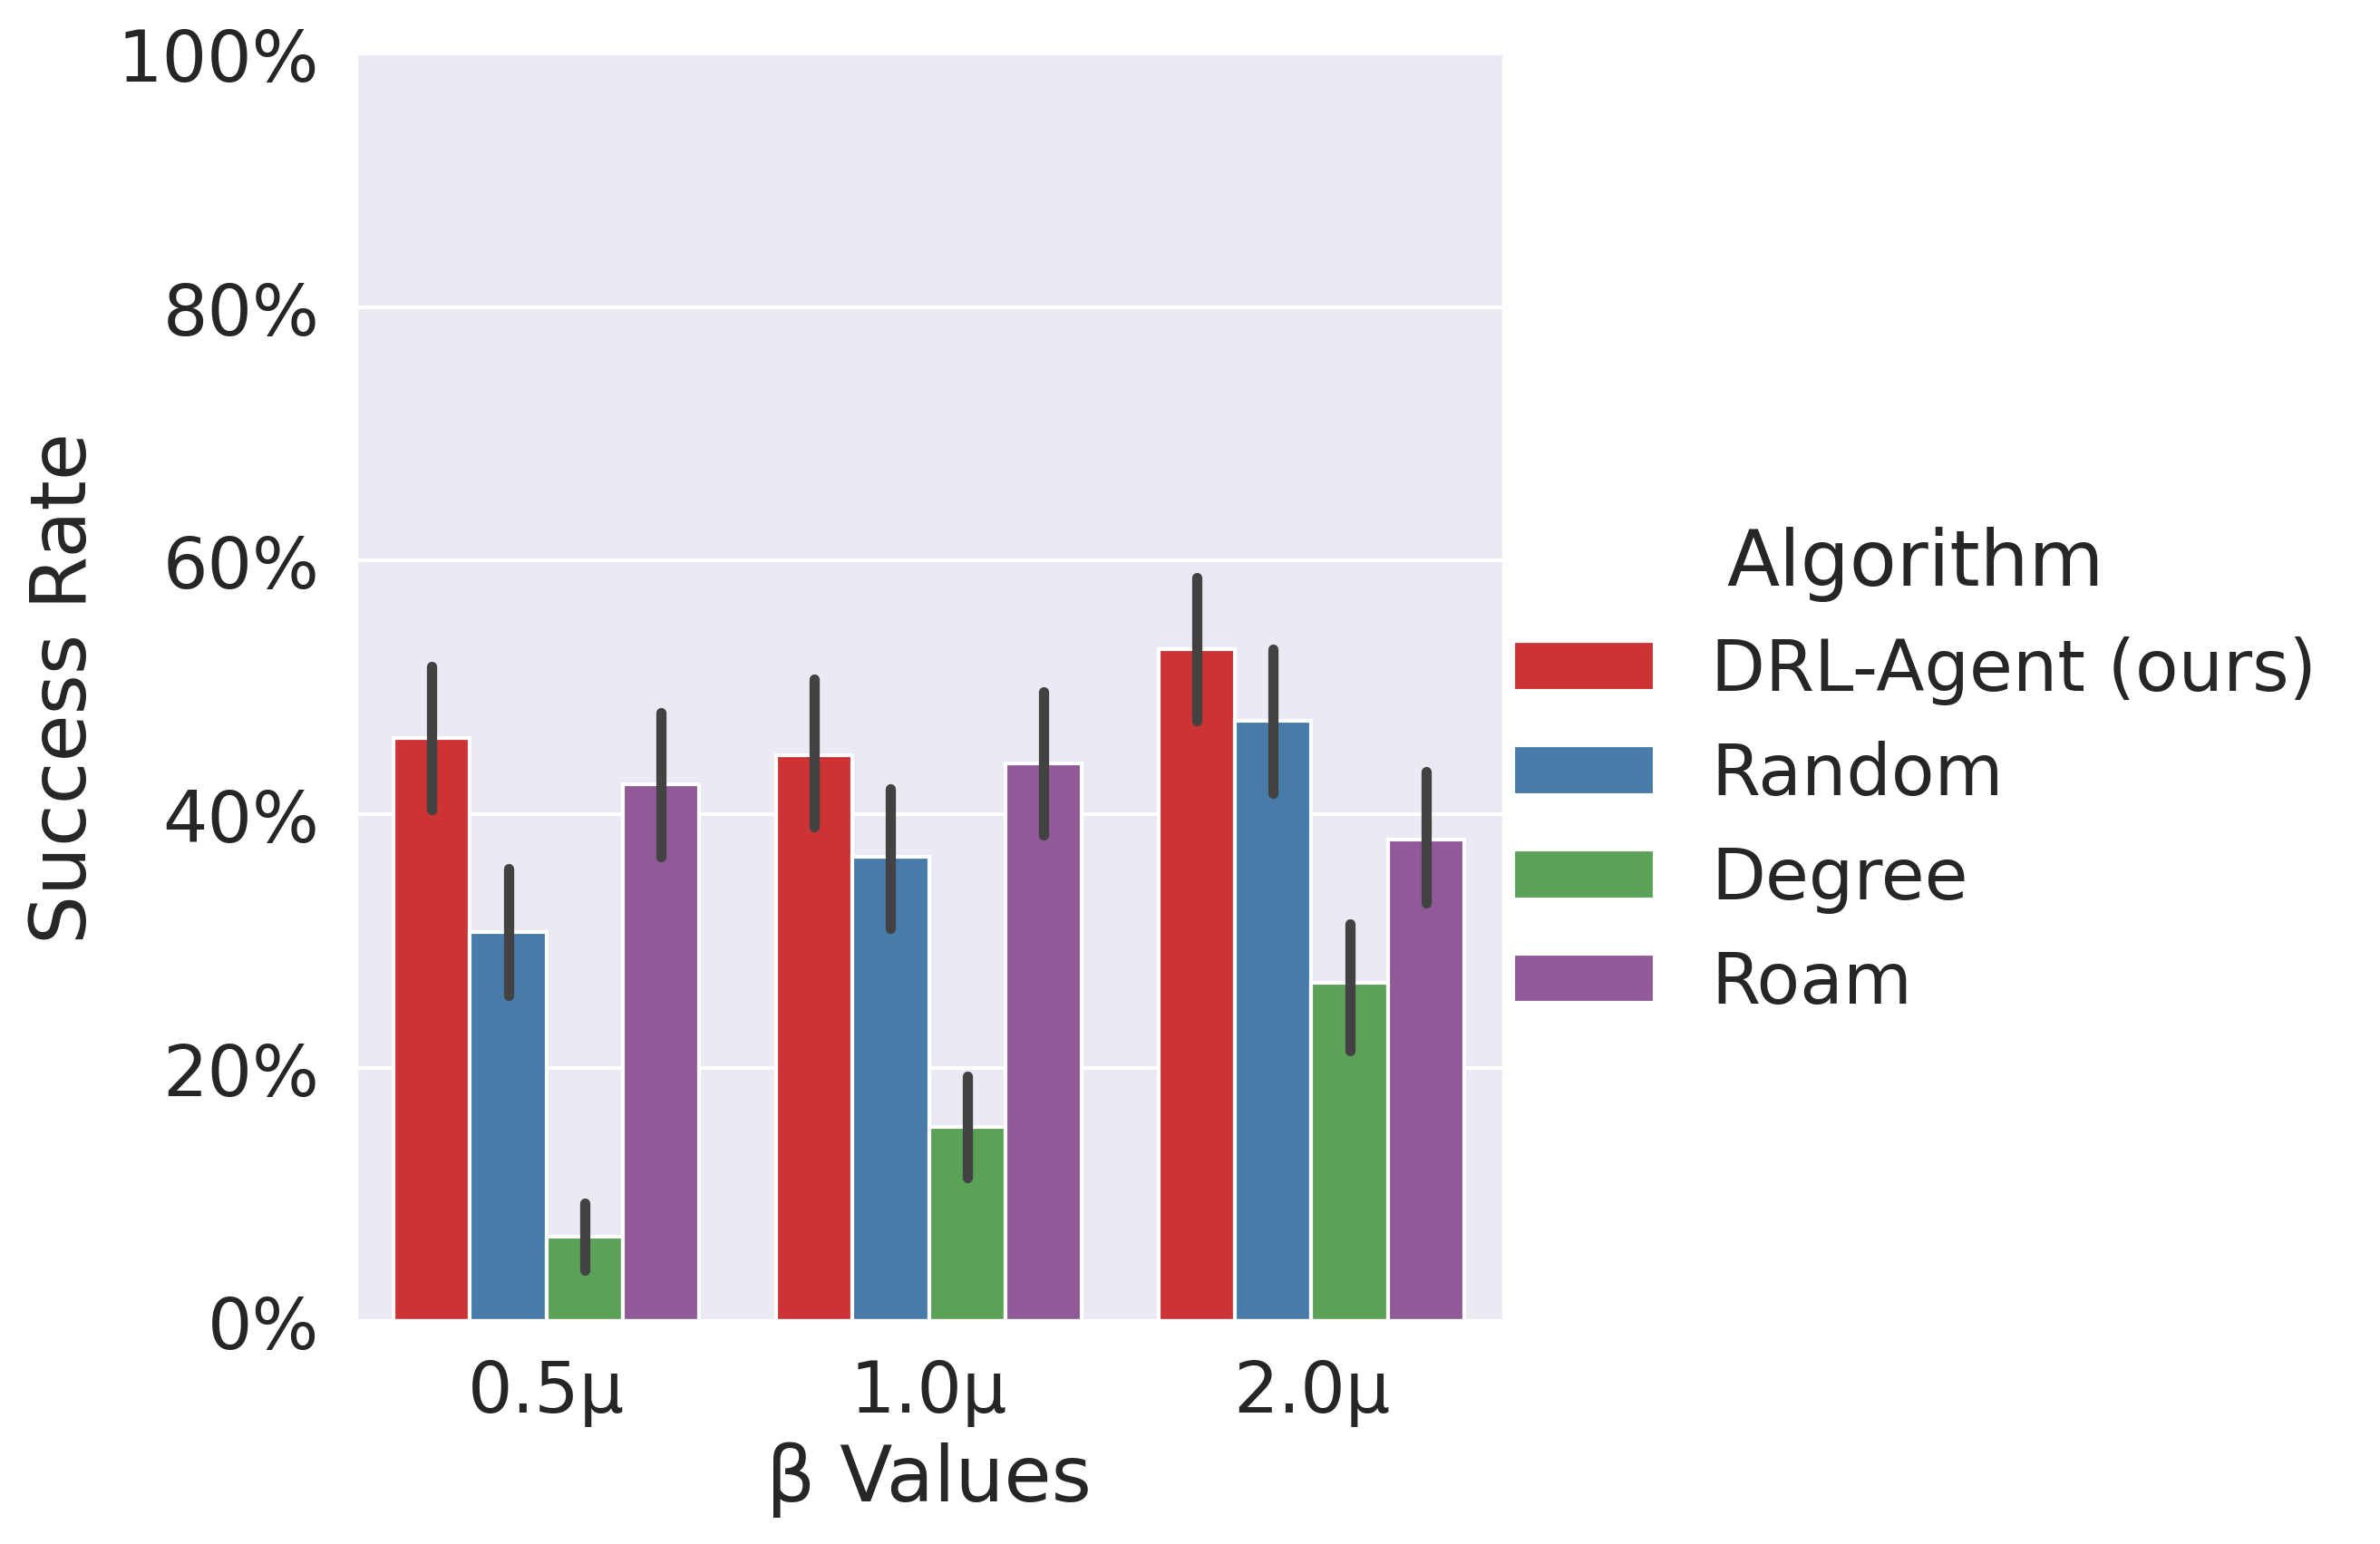 100%
80%
60%
40%
20%
0%
Success Rate
0.5µ 1.0µ 2.0µ
β Values
Algorithm
DRL-Agent (ours)
Random
Degree
Roam